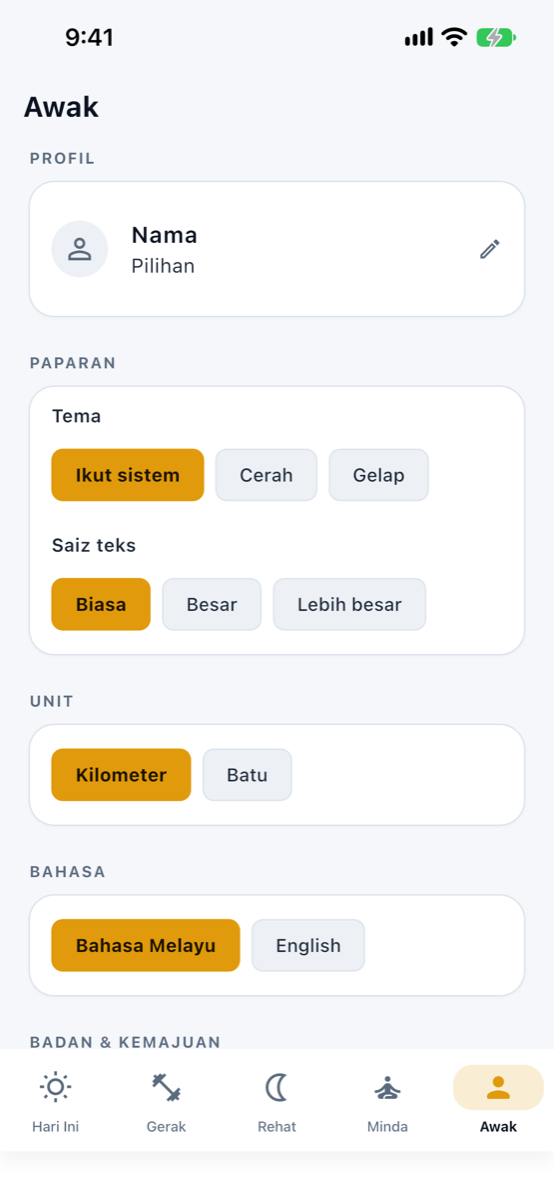 9:41
Awak
PROFIL
Nama
Pilihan
PAPARAN
Tema
Ikut sistem Cerah Gelap
Saiz teks
Biasa Besar Lebih besar
UNIT
Kilometer Batu
BAHASA
Bahasa Melayu English
BADAN & KEMAJUAN
Hari Ini Gerak Rehat Minda Awak